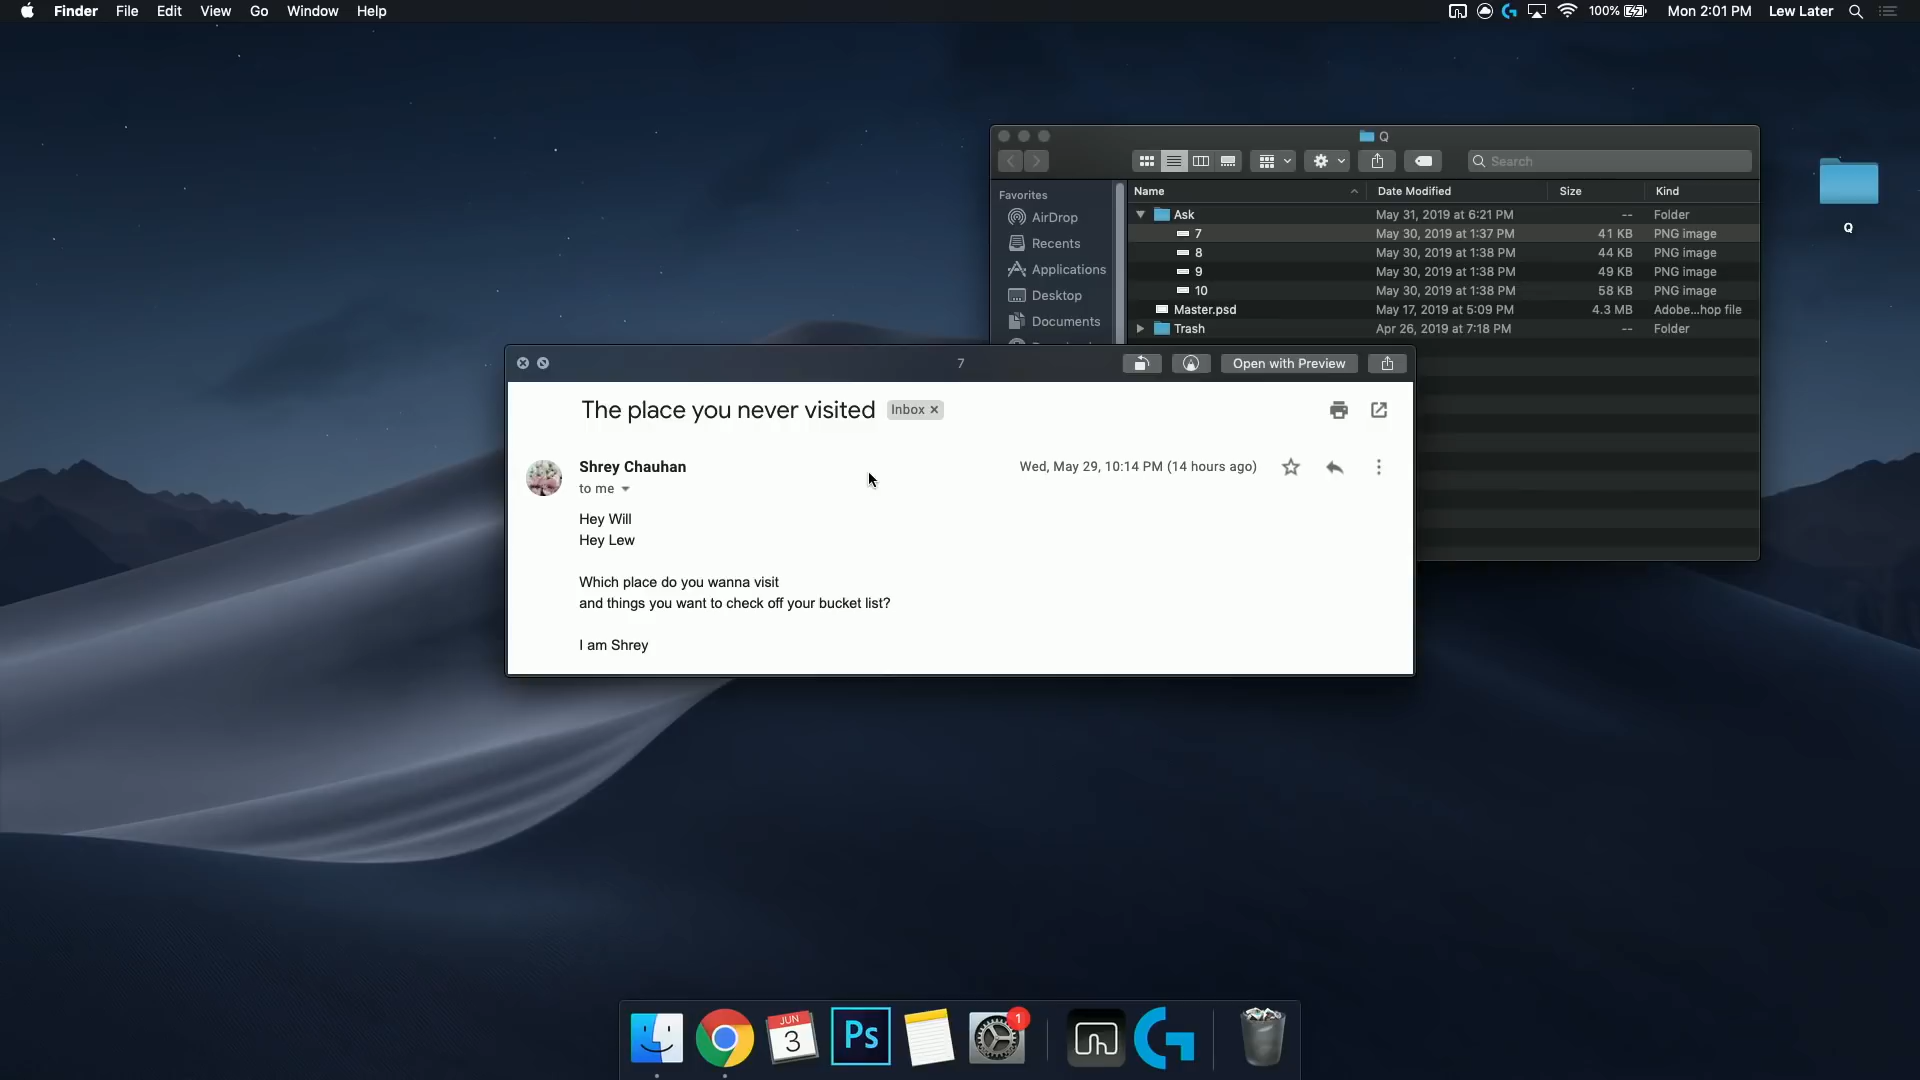 Finder File Edit View Go Window Help
100% Mon 2:01 PM Lew Later
Q
Search
Favorites
Name Date Modified Size Kind
AirDrop
Recents
Applications
Desktop
Documents
Ask May 31, 2019 at 6:21 PM -- Folder
7 May 30, 2019 at 1:37 PM 41 KB PNG image
8 May 30, 2019 at 1:38 PM 44 KB PNG image
9 May 30, 2019 at 1:38 PM 49 KB PNG image
10 May 30, 2019 at 1:38 PM 58 KB PNG image
Master.psd May 17, 2019 at 5:09 PM 4.3 MB Adobe...hop file
Trash Apr 26, 2019 at 7:18 PM -- Folder
Q
7 Open with Preview
The place you never visited Inbox ×
Shrey Chauhan Wed, May 29, 10:14 PM (14 hours ago)
to me
Hey Will
Hey Lew
Which place do you wanna visit
and things you want to check off your bucket list?
I am Shrey
JUN
3
Ps
1